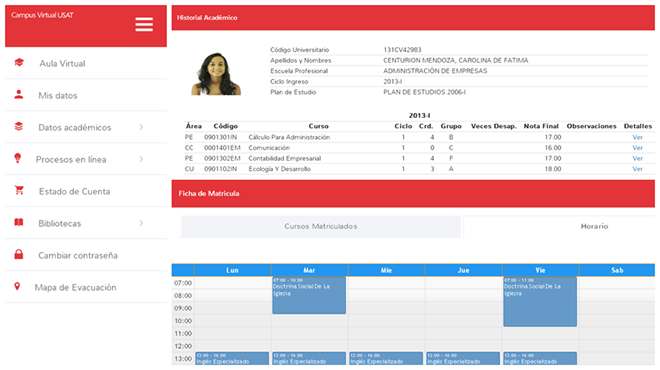 Campus Virtual USAT
Aula Virtual
Mis datos
Datos académicos
Procesos en línea
Estado de Cuenta
Bibliotecas
Cambiar contraseña
Mapa de Evacuación
Historial Académico
Código Universitario 131CV42983
Apellidos y Nombres CENTURION MENDOZA, CAROLINA DE FATIMA
Escuela Profesional ADMINISTRACIÓN DE EMPRESAS
Ciclo Ingreso 2013-I
Plan de Estudio PLAN DE ESTUDIOS 2006-I
2013-I
Área Código Curso Ciclo Crd. Grupo Veces Desap. Nota Final Observaciones Detalles
PE 0901301IN Cálculo Para Administración 1 4 B 17.00 Ver
CC 0001401EM Comunicación 1 0 C 16.00 Ver
PE 0901302EM Contabilidad Empresarial 1 4 F 17.00 Ver
CU 0901102IN Ecología Y Desarrollo 1 3 A 18.00 Ver
Ficha de Matricula
Cursos Matriculados Horario
Lun Mar Mie Jue Vie Sab
07:00 07:00 - 10:00 07:00 - 11:00
Doctrina Social De La Doctrina Social De La
08:00 Iglesia Iglesia
09:00
10:00
11:00
12:00
13:00 12:00 - 16:00 12:00 - 16:00 12:00 - 16:00 12:00 - 16:00 12:00 - 16:00
Inglés Especializado Inglés Especializado Inglés Especializado Inglés Especializado Inglés Especializado